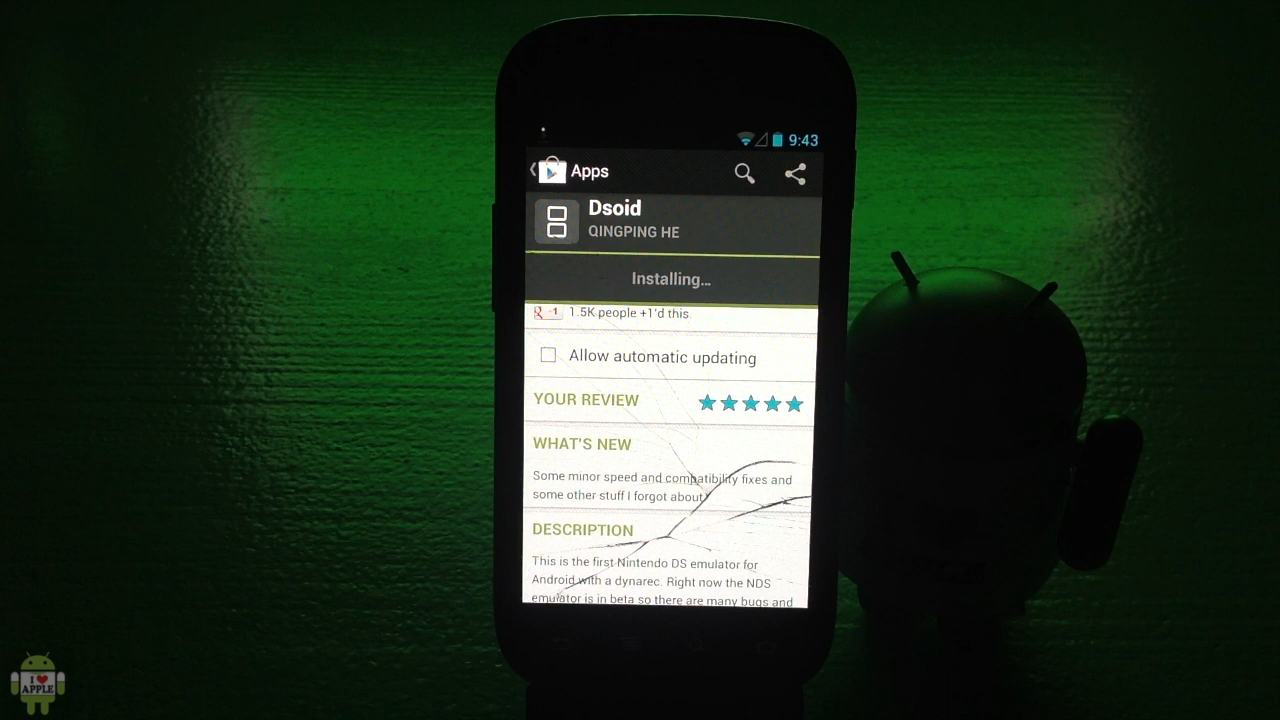 9:43
Apps
Dsoid
QINGPING HE
Installing...
g +1 1.5K people +1'd this
Allow automatic updating
YOUR REVIEW
WHAT'S NEW
Some minor speed and compatibility fixes and
some other stuff I forgot about
DESCRIPTION
This is the first Nintendo DS emulator for
Android with a dynarec. Right now the NDS
emulator is in beta so there are many bugs and
I ♥ APPLE